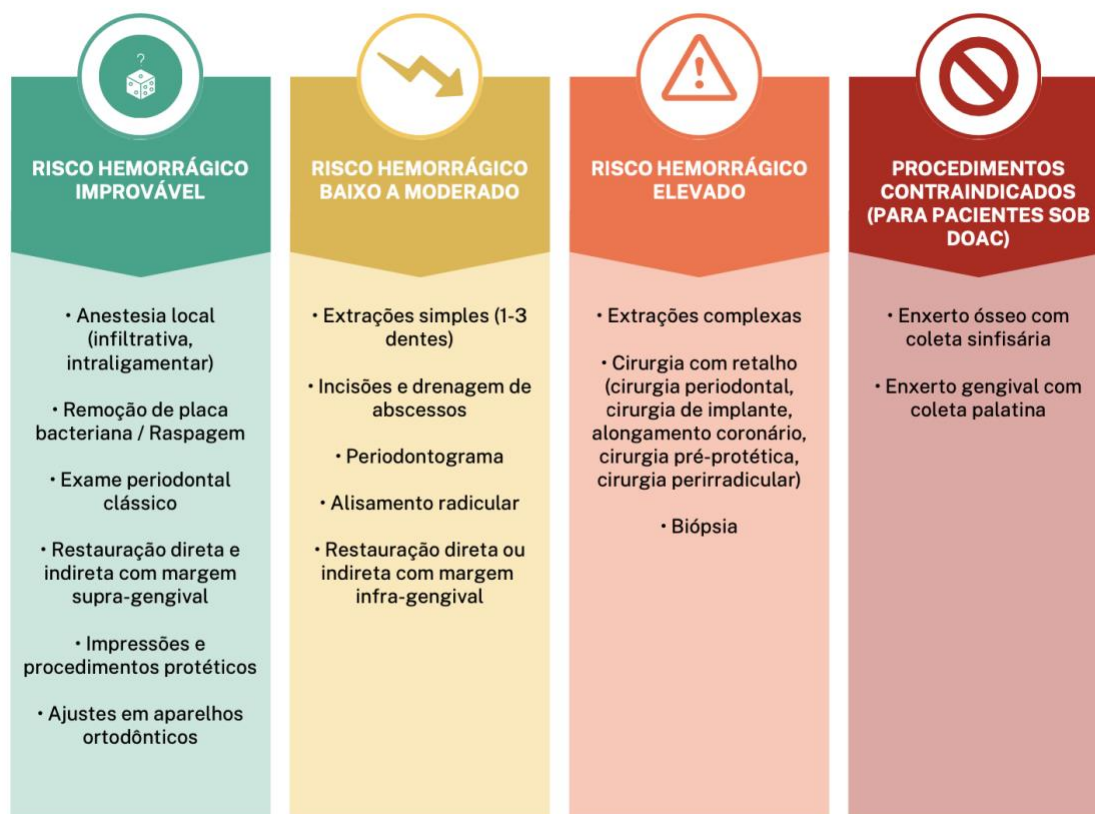 ?
RISCO HEMORRÁGICO
IMPROVÁVEL
• Anestesia local
(infiltrativa,
intraligamentar)
• Remoção de placa
bacteriana / Raspagem
• Exame periodontal
clássico
• Restauração direta e
indireta com margem
supra-gengival
• Impressões e
procedimentos protéticos
• Ajustes em aparelhos
ortodônticos
RISCO HEMORRÁGICO
BAIXO A MODERADO
• Extrações simples (1-3
dentes)
• Incisões e drenagem de
abscessos
• Periodontograma
• Alisamento radicular
• Restauração direta ou
indireta com margem
infra-gengival
RISCO HEMORRÁGICO
ELEVADO
• Extrações complexas
• Cirurgia com retalho
(cirurgia periodontal,
cirurgia de implante,
alongamento coronário,
cirurgia pré-protética,
cirurgia perirradicular)
• Biópsia
PROCEDIMENTOS
CONTRAINDICADOS
(PARA PACIENTES SOB
DOAC)
• Enxerto ósseo com
coleta sinfisária
• Enxerto gengival com
coleta palatina